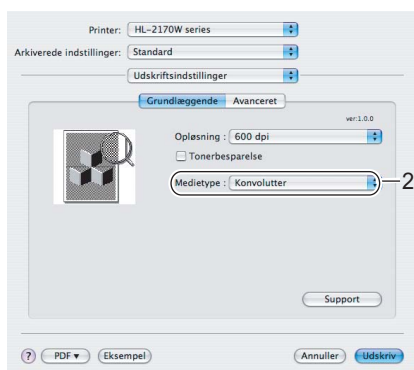 Printer: HL-2170W series
Arkiverede indstillinger: Standard
Udskriftsindstillinger
Grundlæggende Avanceret
ver:1.0.0
Opløsning : 600 dpi
Tonerbesparelse
Medietype : Konvolutter 2
Support
? PDF ▾ Eksempel Annuller Udskriv